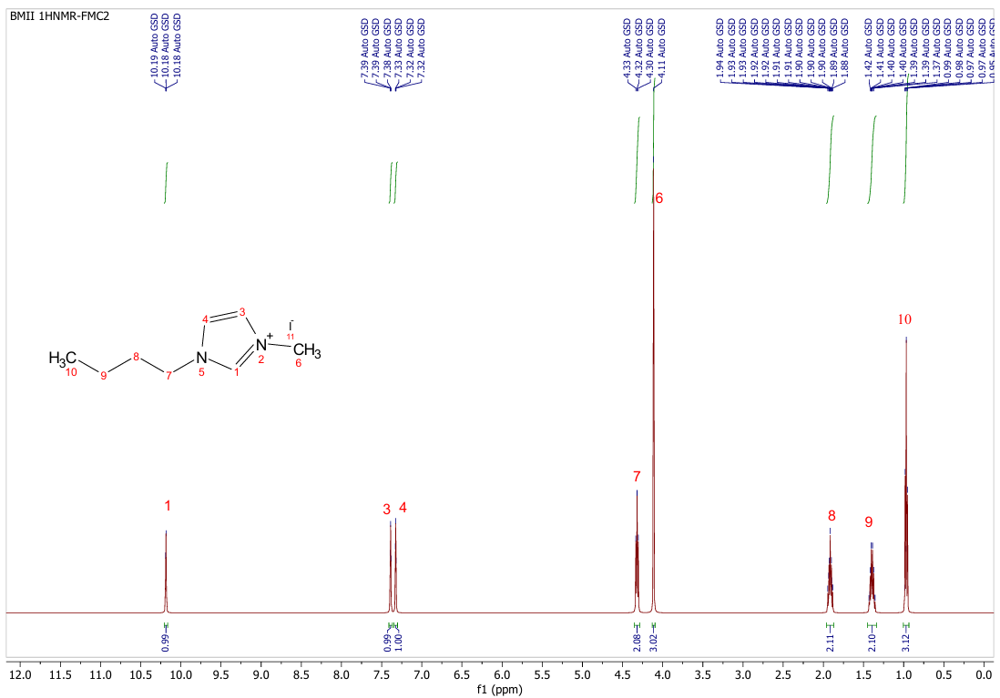 BMII 1HNMR-FMC2
10.19 Auto GSD
10.18 Auto GSD
10.18 Auto GSD
7.39 Auto GSD
7.39 Auto GSD
7.38 Auto GSD
7.33 Auto GSD
7.32 Auto GSD
7.32 Auto GSD
4.33 Auto GSD
4.32 Auto GSD
4.30 Auto GSD
4.11 Auto GSD
1.94 Auto GSD
1.93 Auto GSD
1.93 Auto GSD
1.92 Auto GSD
1.92 Auto GSD
1.91 Auto GSD
1.91 Auto GSD
1.90 Auto GSD
1.90 Auto GSD
1.90 Auto GSD
1.89 Auto GSD
1.88 Auto GSD
1.42 Auto GSD
1.41 Auto GSD
1.40 Auto GSD
1.40 Auto GSD
1.39 Auto GSD
1.39 Auto GSD
1.37 Auto GSD
0.99 Auto GSD
0.98 Auto GSD
0.97 Auto GSD
0.97 Auto GSD
0.95 Auto GSD
6
4 3
I-
11
N+
2
CH3
6
H3C
10
9
8
7
N
5
1
10
7
1
3
4
8
9
0.99
0.99
1.00
2.08
3.02
2.11
2.10
3.12
12.0 11.5 11.0 10.5 10.0 9.5 9.0 8.5 8.0 7.5 7.0 6.5 6.0 5.5 5.0 4.5 4.0 3.5 3.0 2.5 2.0 1.5 1.0 0.5 0.0
f1 (ppm)